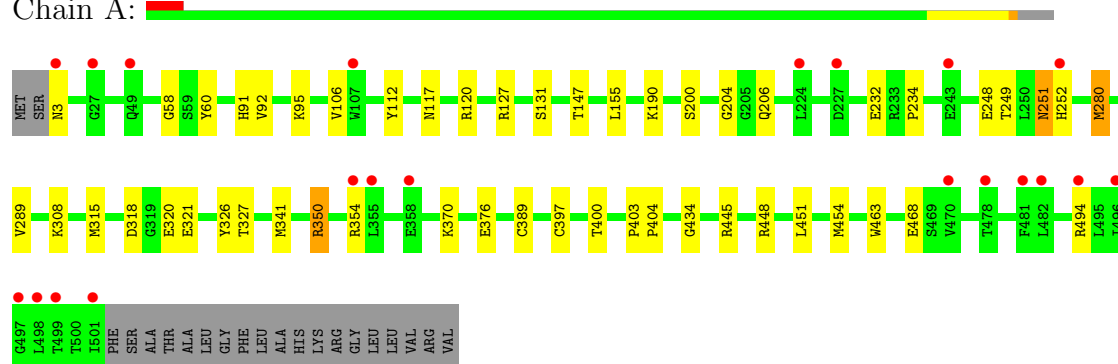 Chain A:
MET SER N3 G27 Q49 G58 S59 Y60 H91 V92 K95 V106 W107 Y112 N117 R120 R127 S131 T147 L155 K190 S200 G204 G205 Q206 L224 D227 E232 R233 P234 E243 E248 T249 L250 N251 H252 M280
V289 K308 M315 D318 G319 E320 E321 Y326 T327 M341 R350 R354 L355 E358 K370 E376 C389 C397 T400 P403 P404 G434 R445 R448 L451 M454 W463 E468 S469 V470 T478 F481 L482 R494 L495 I496
G497 L498 T499 T500 I501 PHE SER ALA THR ALA LEU GLY PHE LEU ALA HIS LYS ARG GLY LEU LEU VAL ARG VAL